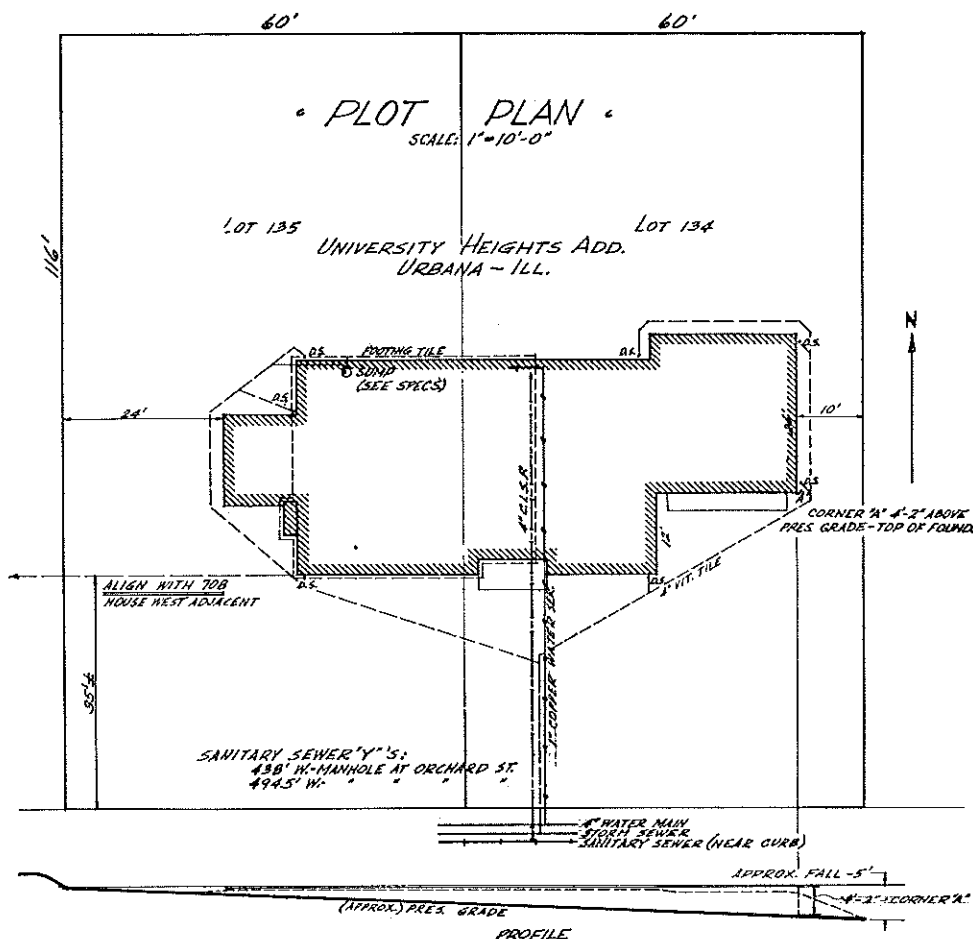 60'
60'
PLOT PLAN
SCALE: 1"=10'-0"
LOT 135
LOT 134
UNIVERSITY HEIGHTS ADD.
URBANA - ILL.
116'
N
D.S.
FOOTING TILE
D.S.
D.S.
SUMP
(SEE SPECS)
D.S.
24'
24'
10'
4" C.I.S.P.
D.S.
"A"
CORNER "A" 4'-2" ABOVE
PRES. GRADE-TOP OF FOUND.
12'
D.S.
D.S.
4" VIT. TILE
ALIGN WITH 708
HOUSE WEST ADJACENT
1" COPPER WATER SER.
35'±
SANITARY SEWER "Y"'S:
438' W.-MANHOLE AT ORCHARD ST.
494.5' W. " " " "
4" WATER MAIN
STORM SEWER
SANITARY SEWER (NEAR CURB)
APPROX. FALL -5'
4'-2" CORNER "A"
(APPROX.) PRES. GRADE
PROFILE